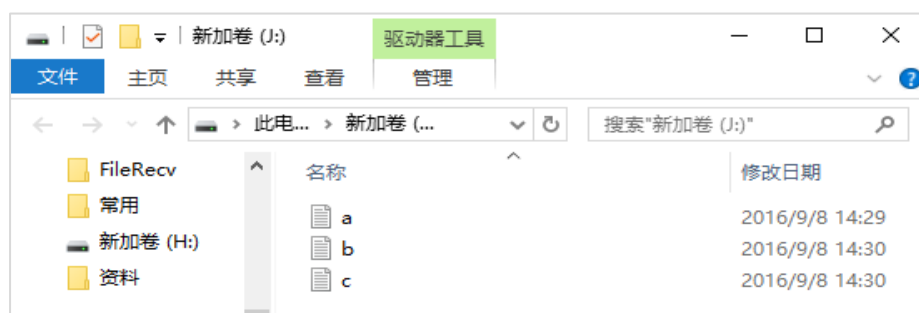 新加卷 (J:) 驱动器工具
文件 主页 共享 查看 管理
此电... 新加卷 (... 搜索"新加卷 (J:)"
名称 修改日期
FileRecv
常用
新加卷 (H:)
资料
a 2016/9/8 14:29
b 2016/9/8 14:30
c 2016/9/8 14:30